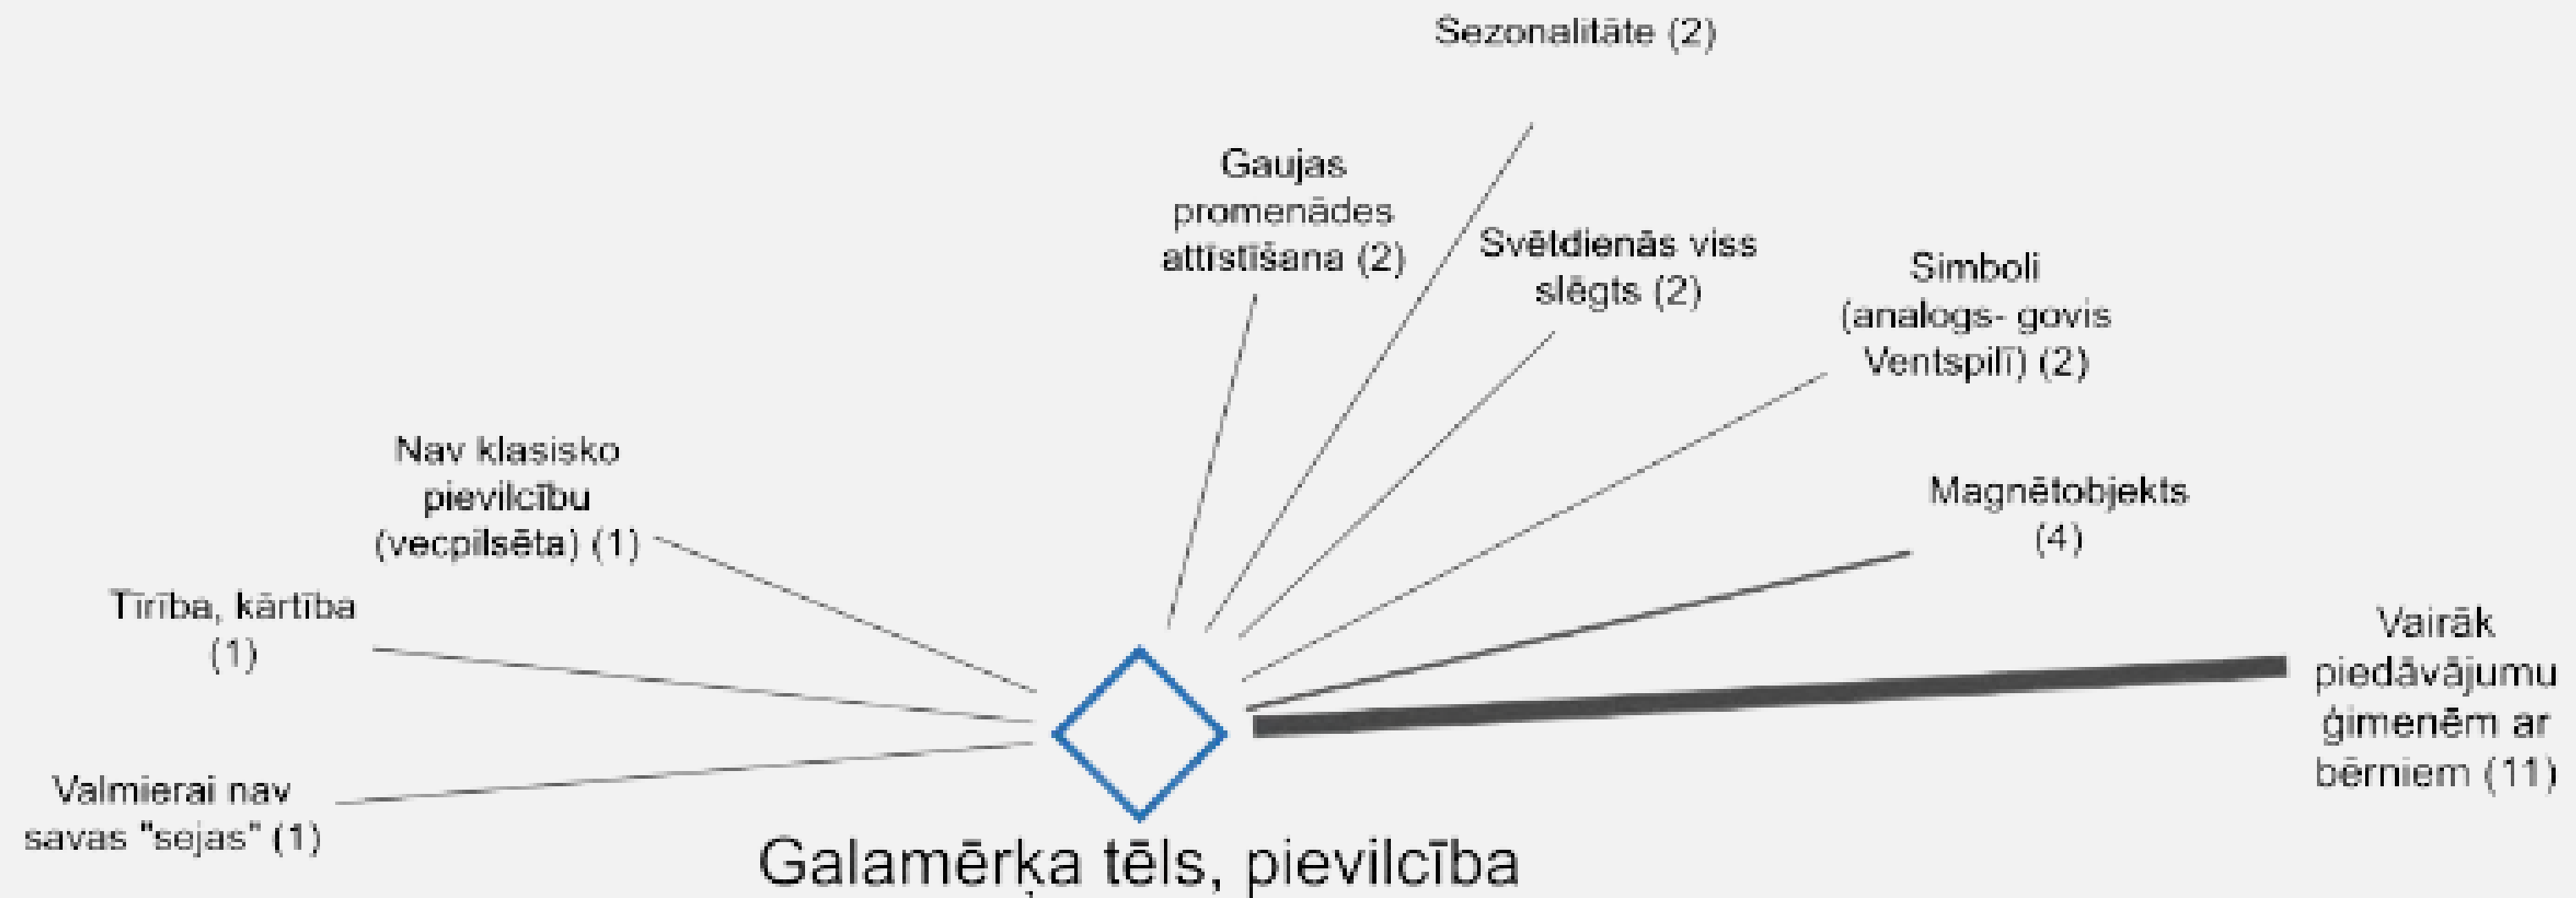 Sezonalitāte (2)
Gaujas
promenādes
attīstīšana (2)
Svētdienās viss
slēgts (2)
Simboli
(analogs- govis
Ventspilī) (2)
Nav klasisko
pievilcību
(vecpilsēta) (1)
Magnētobjekts
(4)
Tīrība, kārtība
(1)
Vairāk
piedāvājumu
ģimenēm ar
bērniem (11)
Valmierai nav
savas "sejas" (1)
Galamērķa tēls, pievilcība